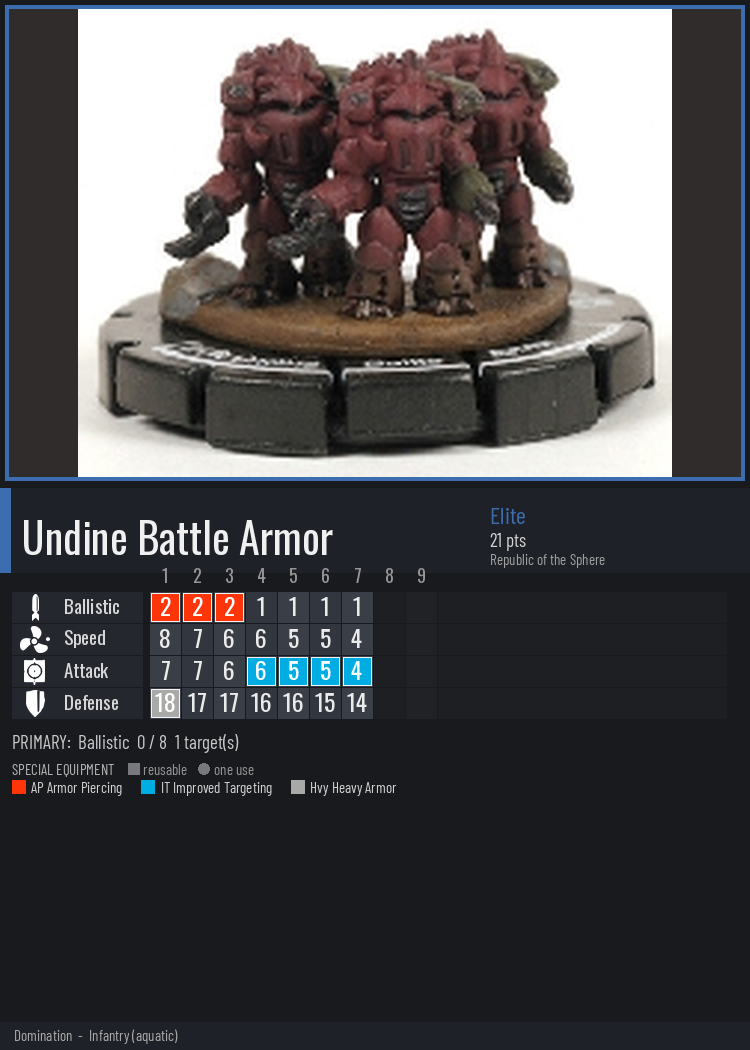 Undine Battle Armor
Elite
21 pts
Republic of the Sphere
1 2 3 4 5 6 7 8 9
Ballistic 2 2 2 1 1 1 1
Speed 8 7 6 6 5 5 4
Attack 7 7 6 6 5 5 4
Defense 18 17 17 16 16 15 14
PRIMARY: Ballistic 0 / 8 1 target(s)
SPECIAL EQUIPMENT reusable one use
AP Armor Piercing IT Improved Targeting Hvy Heavy Armor
Domination - Infantry (aquatic)